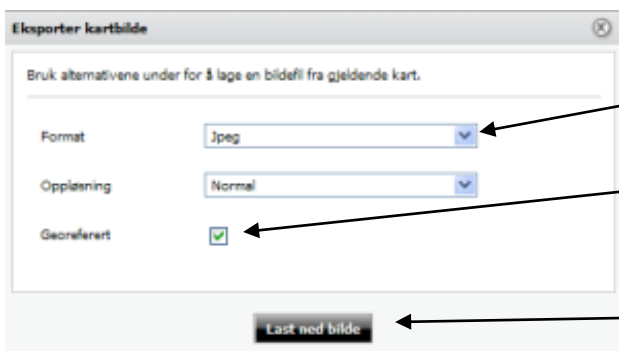 Eksporter kartbilde
Bruk alternativene under for å lage en bildefil fra gjeldende kart.
Format Jpeg
Oppløsning Normal
Georeferert
Last ned bilde